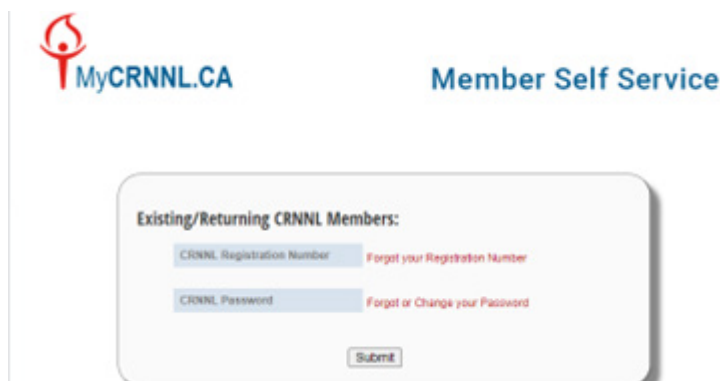 MyCRNNL.CA
Member Self Service
Existing/Returning CRNNL Members:
CRNNL Registration Number Forgot your Registration Number
CRNNL Password Forgot or Change your Password
Submit